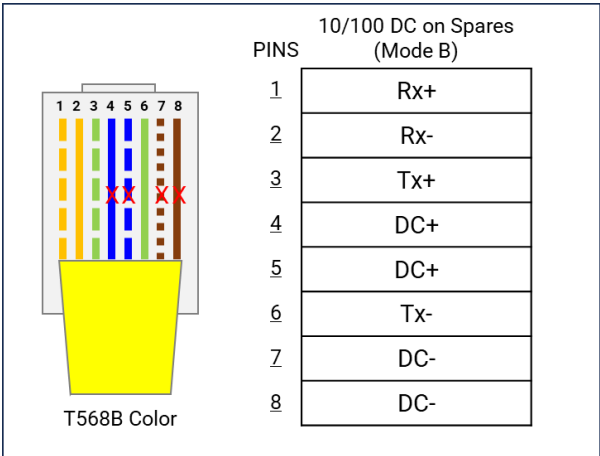 10/100 DC on Spares
PINS (Mode B)
1 2 3 4 5 6 7 8
X X X X
1 Rx+
2 Rx-
3 Tx+
4 DC+
5 DC+
6 Tx-
7 DC-
8 DC-
T568B Color